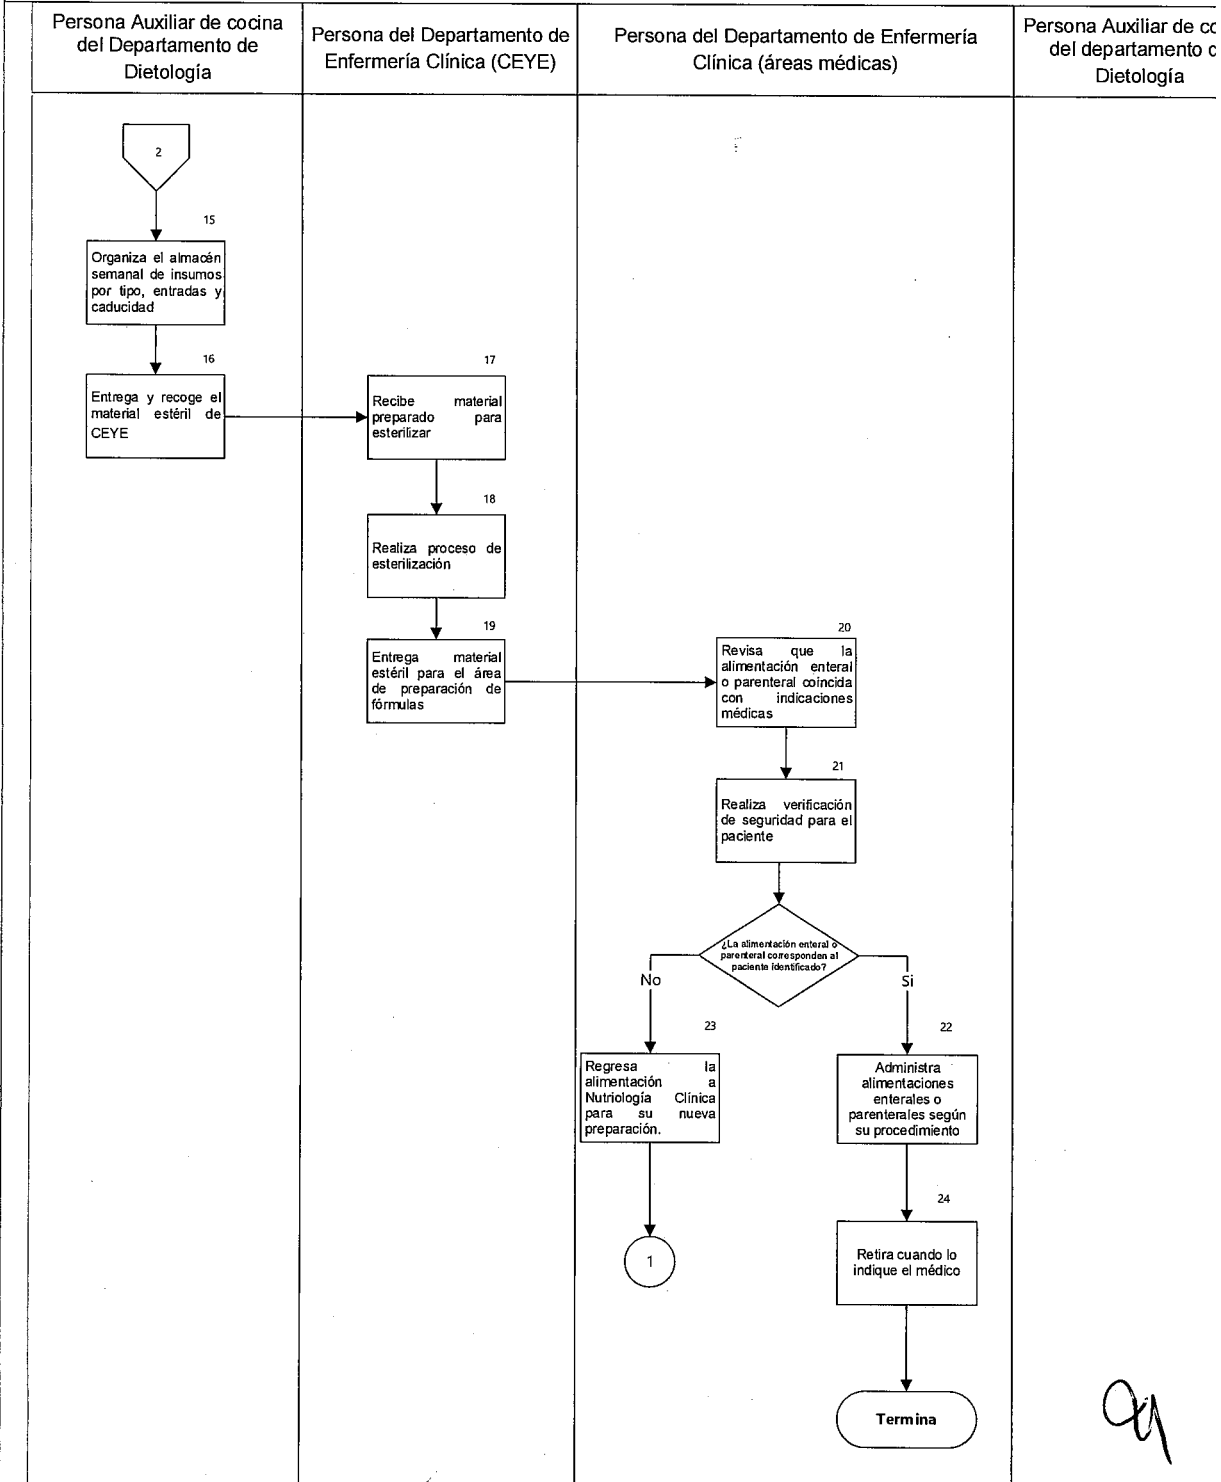 Persona Auxiliar de cocina
del Departamento de
Dietología
Persona del Departamento de
Enfermería Clínica (CEYE)
Persona del Departamento de Enfermería
Clínica (áreas médicas)
Persona Auxiliar de
del departamento
Dietología
2
15
Organiza el almacén
semanal de insumos
por tipo, entradas y
caducidad
16
Entrega y recoge el
material estéril de
CEYE
17
Recibe material
preparado para
esterilizar
18
Realiza proceso de
esterilización
19
Entrega material
estéril para el área
de preparación de
fórmulas
20
Revisa que la
alimentación enteral
o parenteral coincida
con indicaciones
médicas
21
Realiza verificación
de seguridad para el
paciente
¿La alimentación enteral o
parenteral corresponden al
paciente identificado?
No
Si
23
Regresa la
alimentación a
Nutriología Clínica
para su nueva
preparación.
22
Administra
alimentaciones
enterales o
parenterales según
su procedimiento
24
Retira cuando lo
indique el médico
1
Termina